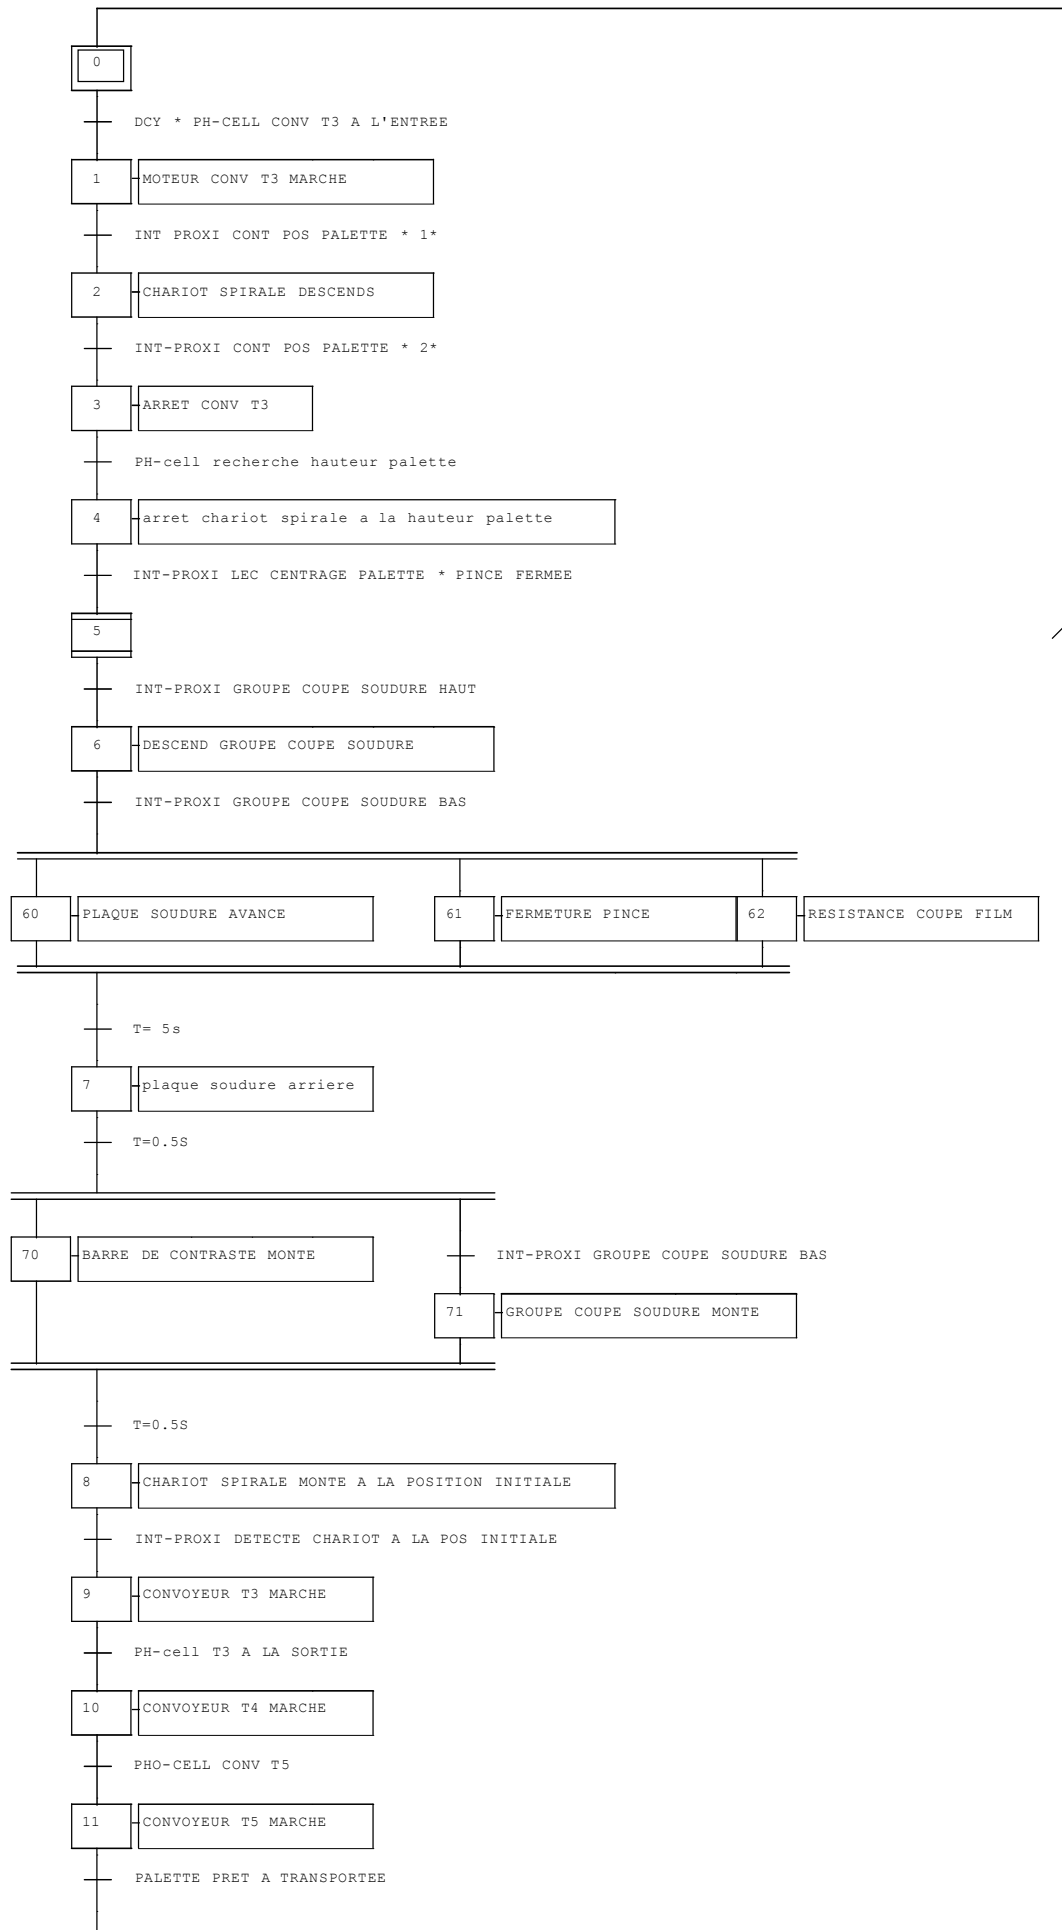 0
DCY * PH-CELL CONV T3 A L'ENTREE
1 MOTEUR CONV T3 MARCHE
INT PROXI CONT POS PALETTE * 1*
2 CHARIOT SPIRALE DESCENDS
INT-PROXI CONT POS PALETTE * 2*
3 ARRET CONV T3
PH-cell recherche hauteur palette
4 arret chariot spirale a la hauteur palette
INT-PROXI LEC CENTRAGE PALETTE * PINCE FERMEE
5
INT-PROXI GROUPE COUPE SOUDURE HAUT
6 DESCEND GROUPE COUPE SOUDURE
INT-PROXI GROUPE COUPE SOUDURE BAS
60 PLAQUE SOUDURE AVANCE 61 FERMETURE PINCE 62 RESISTANCE COUPE FILM
T= 5s
7 plaque soudure arriere
T=0.5S
70 BARRE DE CONTRASTE MONTE INT-PROXI GROUPE COUPE SOUDURE BAS
71 GROUPE COUPE SOUDURE MONTE
T=0.5S
8 CHARIOT SPIRALE MONTE A LA POSITION INITIALE
INT-PROXI DETECTE CHARIOT A LA POS INITIALE
9 CONVOYEUR T3 MARCHE
PH-cell T3 A LA SORTIE
10 CONVOYEUR T4 MARCHE
PHO-CELL CONV T5
11 CONVOYEUR T5 MARCHE
PALETTE PRET A TRANSPORTEE